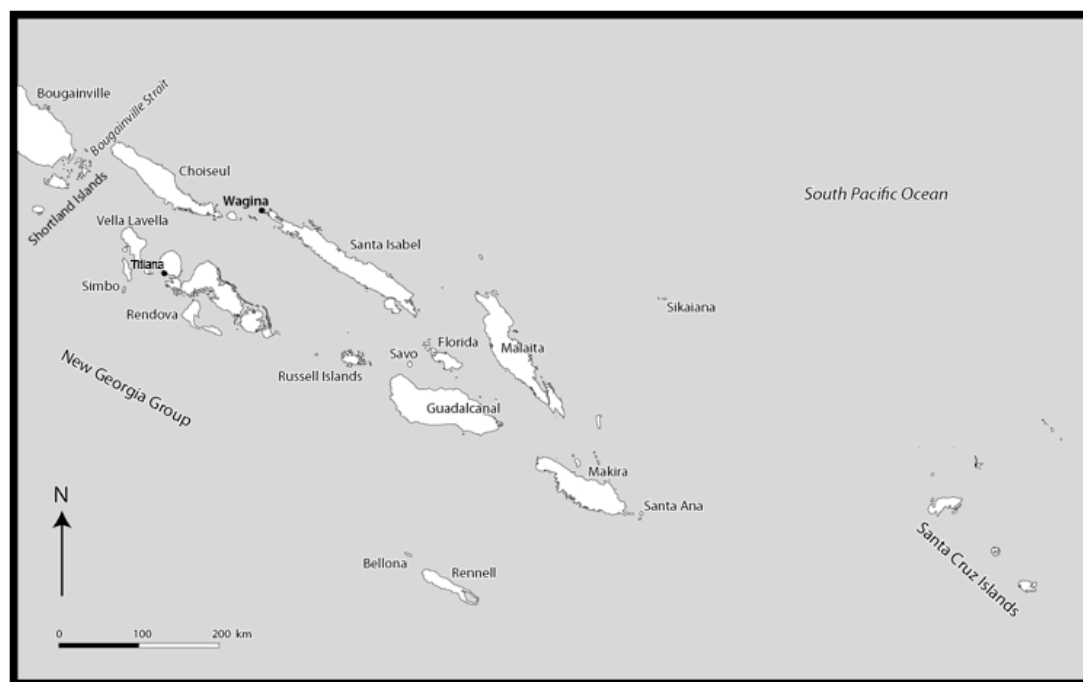 Bougainville
Bougainville Strait
Choiseul
Shortland Islands
Wagina
South Pacific Ocean
Vella Lavella
Santa Isabel
Titiana
Simbo
Sikaiana
Rendova
Florida
Savo
Malaita
Russell Islands
New Georgia Group
Guadalcanal
Makira
N
Santa Ana
Santa Cruz Islands
Bellona
Rennell
0 100 200 km